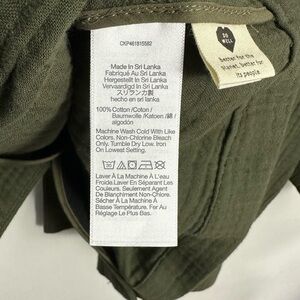 CKP461815582
Made In Sri Lanka
Fabriqué Au Sri Lanka
Hergestellt In Sri Lanka
Vervaardigd In Sri Lanka
スリランカ製
hecho en sri lanka
100% Cotton /Coton /
Baumwolle /Katoen / 綿
algodón
Machine Wash Cold With Like
Colors. Non-Chlorine Bleach
Only. Tumble Dry Low. Iron
On Lowest Setting.
Laver À La Machine À L'eau
Froide Laver En Séparant Les
Couleurs. Seulement Agent
De Blanchiment Non-Chlore.
Sécher À La Machine À
Basse Température. Fer Au
Réglage Le Plus Bas.
DO
WELL
better for the
planet, better for
its people.